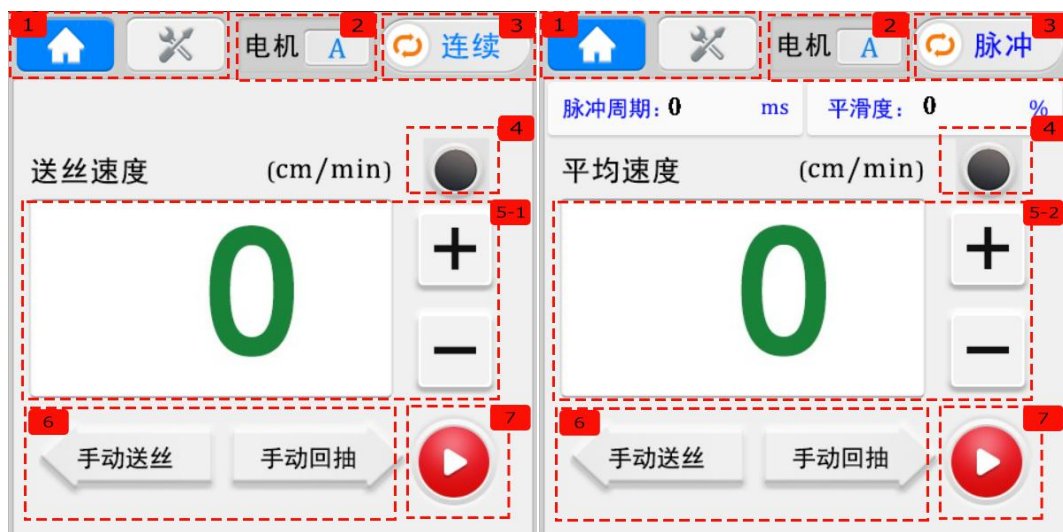 1
2
3
电机 A
连续
4
送丝速度 (cm/min)
5-1
0
+
−
6
7
手动送丝 手动回抽
1
2
3
电机 A
脉冲
脉冲周期: 0 ms 平滑度: 0 %
4
平均速度 (cm/min)
5-2
0
+
−
6
7
手动送丝 手动回抽